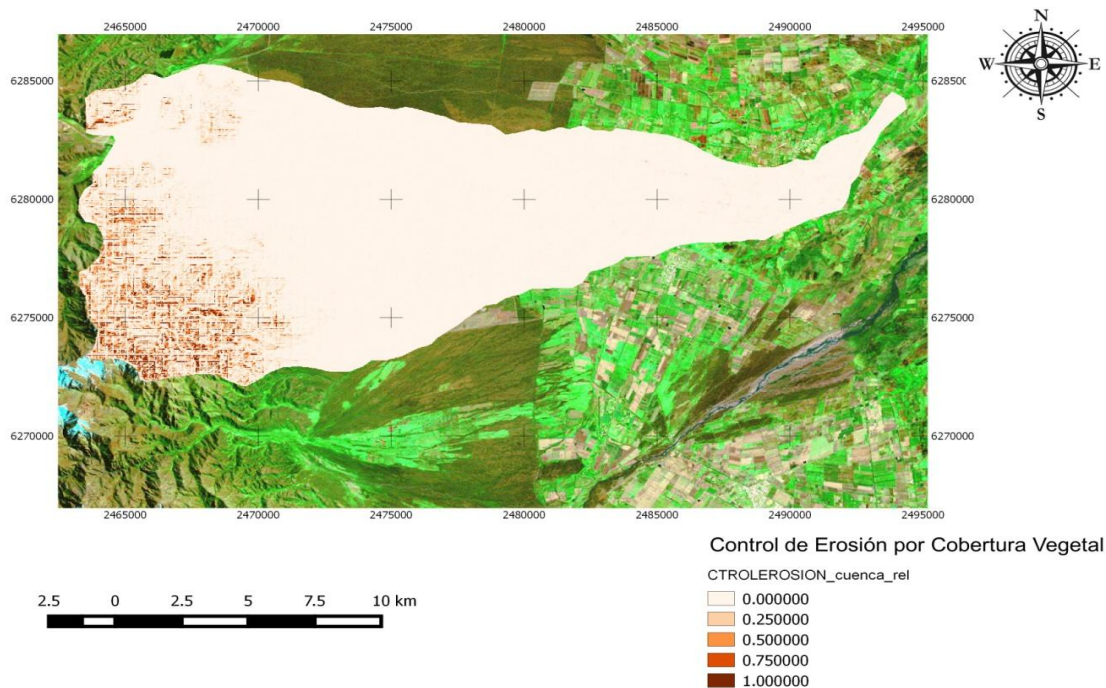 N
W E
S
2465000 2470000 2475000 2480000 2485000 2490000 2495000
6285000 628500
6280000 6280000
6275000 6275000
6270000 6270000
2465000 2470000 2475000 2480000 2485000 2490000 2495000
Control de Erosión por Cobertura Vegetal
CTROLEROSION_cuenca_rel
0.000000
0.250000
0.500000
0.750000
1.000000
2.5 0 2.5 5 7.5 10 km